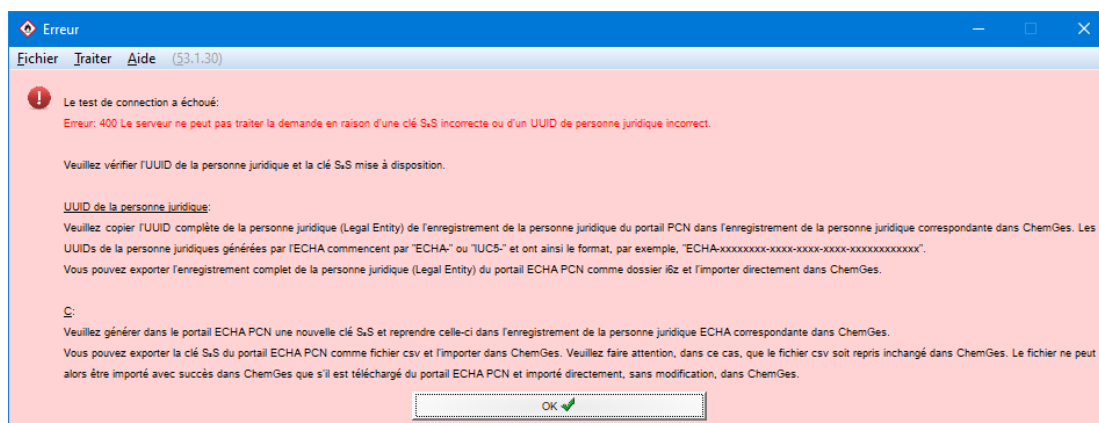 Erreur
Fichier Traiter Aide (53.1.30)
Le test de connection a échoué:
Erreur: 400 Le serveur ne peut pas traiter la demande en raison d'une clé S₂S incorrecte ou d'un UUID de personne juridique incorrect.
Veuillez vérifier l'UUID de la personne juridique et la clé S₂S mise à disposition.
UUID de la personne juridique:
Veuillez copier l'UUID complète de la personne juridique (Legal Entity) de l'enregistrement de la personne juridique du portail PCN dans l'enregistrement de la personne juridique correspondante dans ChemGes. Les
UUIDs de la personne juridiques générées par l'ECHA commencent par "ECHA-" ou "IUC5-" et ont ainsi le format, par exemple, "ECHA-xxxxxxxx-xxxx-xxxx-xxxx-xxxxxxxxxxxx".
Vous pouvez exporter l'enregistrement complet de la personne juridique (Legal Entity) du portail ECHA PCN comme dossier i6z et l'importer directement dans ChemGes.
C:
Veuillez générer dans le portail ECHA PCN une nouvelle clé S₂S et reprendre celle-ci dans l'enregistrement de la personne juridique ECHA correspondante dans ChemGes.
Vous pouvez exporter la clé S₂S du portail ECHA PCN comme fichier csv et l'importer dans ChemGes. Veuillez faire attention, dans ce cas, que le fichier csv soit repris inchangé dans ChemGes. Le fichier ne peut
alors être importé avec succès dans ChemGes que s'il est téléchargé du portail ECHA PCN et importé directement, sans modification, dans ChemGes.
OK